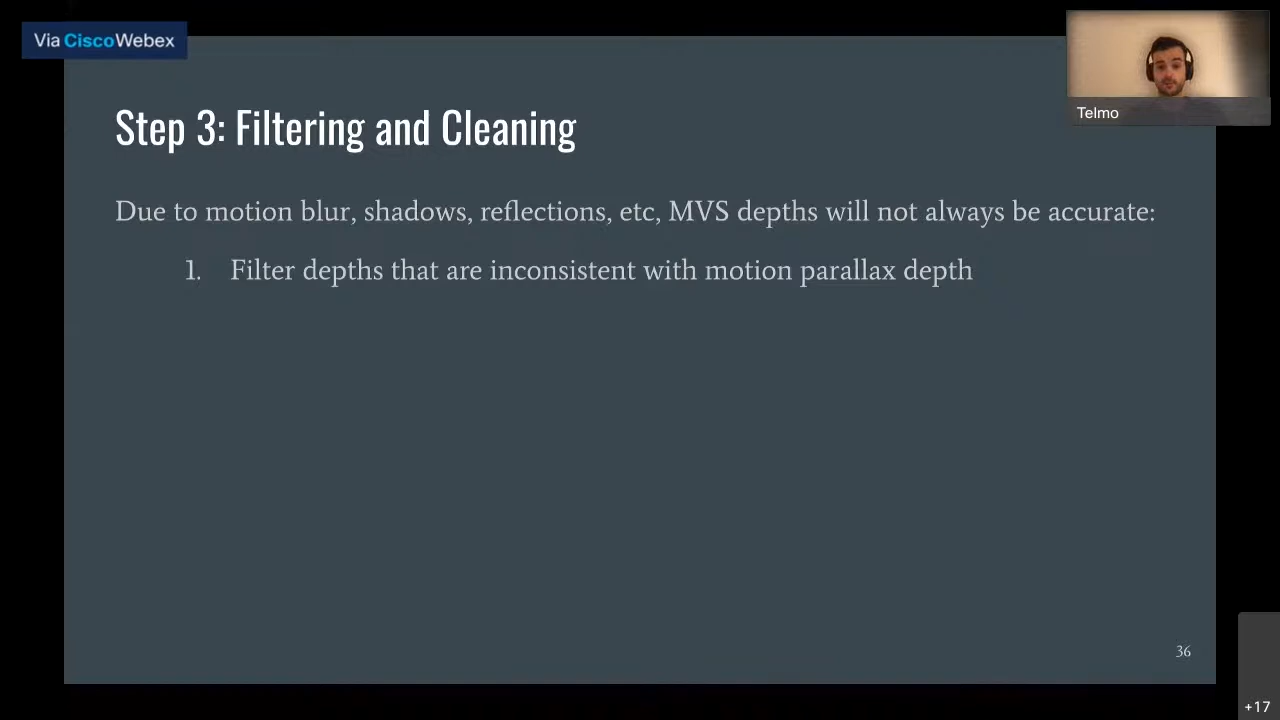 Via CiscoWebex
Telmo
Step 3: Filtering and Cleaning
Due to motion blur, shadows, reflections, etc, MVS depths will not always be accurate:
1. Filter depths that are inconsistent with motion parallax depth
36
+17